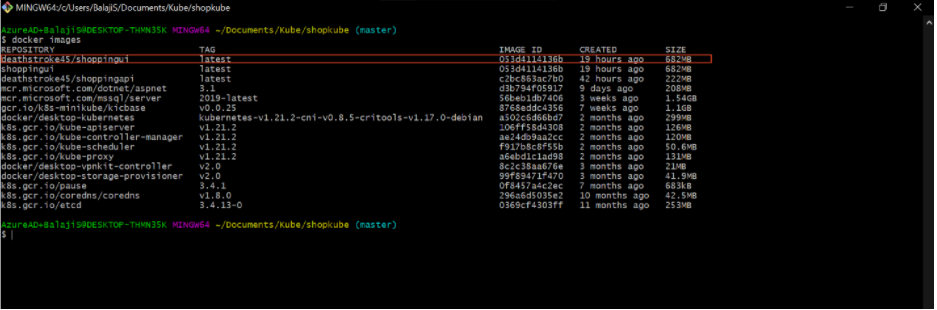 MINGW64:/c/Users/BalajiS/Documents/Kube/shopkube
AzureAD+BalajiS@DESKTOP-THMN35K MINGW64 ~/Documents/Kube/shopkube (master)
$ docker images
REPOSITORY TAG IMAGE ID CREATED SIZE
deathstroke45/shoppingui latest 053d4114136b 19 hours ago 682MB
shoppingui latest 053d4114136b 19 hours ago 682MB
deathstroke45/shoppingapi latest c2bc863ac7b0 42 hours ago 222MB
mcr.microsoft.com/dotnet/aspnet 3.1 d3b794f05917 9 days ago 208MB
mcr.microsoft.com/mssql/server 2019-latest 56beb1db7406 3 weeks ago 1.54GB
gcr.io/k8s-minikube/kicbase v0.0.25 8768eddc4356 7 weeks ago 1.1GB
docker/desktop-kubernetes kubernetes-v1.21.2-cni-v0.8.5-critools-v1.17.0-debian a502c6d66bd7 2 months ago 299MB
k8s.gcr.io/kube-apiserver v1.21.2 106ff58d4308 2 months ago 126MB
k8s.gcr.io/kube-controller-manager v1.21.2 ae24db9aa2cc 2 months ago 120MB
k8s.gcr.io/kube-scheduler v1.21.2 f917b8c8f55b 2 months ago 50.6MB
k8s.gcr.io/kube-proxy v1.21.2 a6ebd1c1ad98 2 months ago 131MB
docker/desktop-vpnkit-controller v2.0 8c2c38aa676e 3 months ago 21MB
docker/desktop-storage-provisioner v2.0 99f89471f470 3 months ago 41.9MB
k8s.gcr.io/pause 3.4.1 0f8457a4c2ec 7 months ago 683kB
k8s.gcr.io/coredns/coredns v1.8.0 296a6d5035e2 10 months ago 42.5MB
k8s.gcr.io/etcd 3.4.13-0 0369cf4303ff 11 months ago 253MB
AzureAD+BalajiS@DESKTOP-THMN35K MINGW64 ~/Documents/Kube/shopkube (master)
$